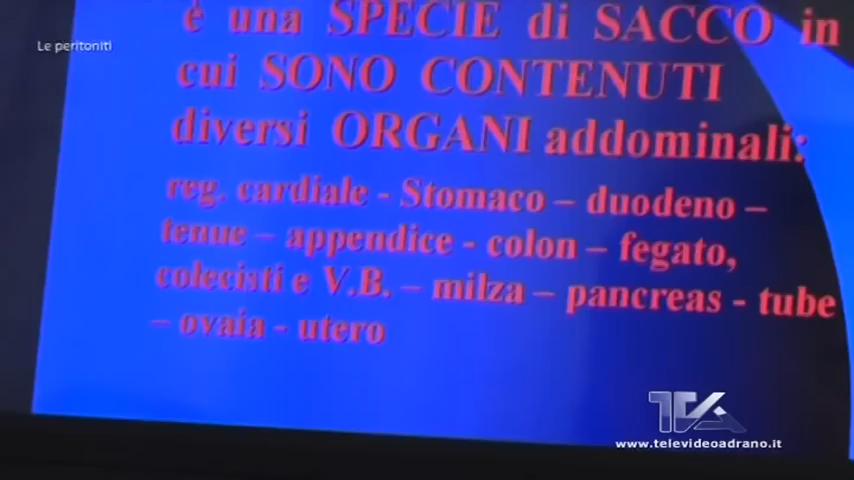 è una SPECIE di SACCO in
Le peritoniti
cui SONO CONTENUTI
diversi ORGANI addominali:
reg. cardiale - Stomaco – duodeno –
tenue – appendice - colon – fegato,
colecisti e V.B. – milza – pancreas - tube
– ovaia - utero
TVA
www.televideoadrano.it